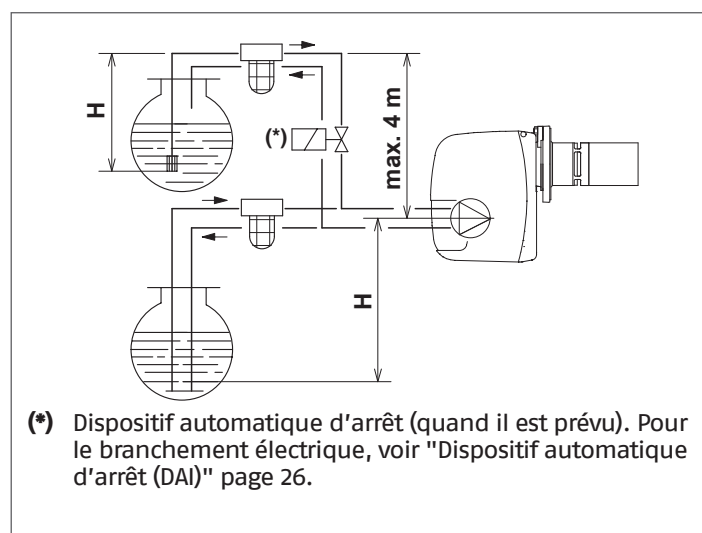 H
(*)
max. 4 m
H
(*) Dispositif automatique d'arrêt (quand il est prévu). Pour
le branchement électrique, voir "Dispositif automatique
d'arrêt (DAI)" page 26.